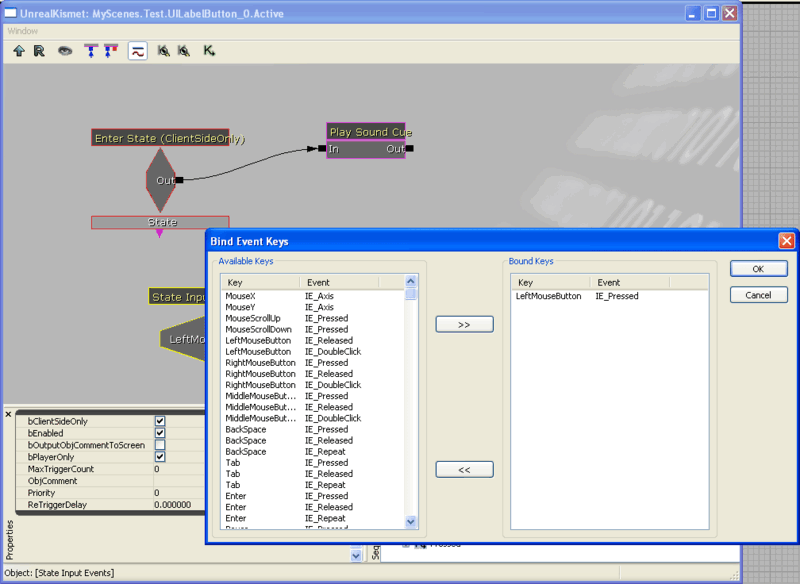 UnrealKismet: MyScenes.Test.UILabelButton_0.Active
Window
Enter State (ClientSideOnly)
Play Sound Cue
In Out
Out
State
State Inpu
LeftMo
Bind Event Keys
Available Keys
Key Event
MouseX IE_Axis
MouseY IE_Axis
MouseScrollUp IE_Pressed
MouseScrollDown IE_Pressed
LeftMouseButton IE_Released
LeftMouseButton IE_DoubleClick
RightMouseButton IE_Pressed
RightMouseButton IE_Released
RightMouseButton IE_DoubleClick
MiddleMouseBut... IE_Pressed
MiddleMouseBut... IE_Released
MiddleMouseBut... IE_DoubleClick
BackSpace IE_Pressed
BackSpace IE_Released
BackSpace IE_Repeat
Tab IE_Pressed
Tab IE_Released
Tab IE_Repeat
Enter IE_Pressed
Enter IE_Released
Enter IE_Repeat
>>
<<
Bound Keys
Key Event
LeftMouseButton IE_Pressed
OK
Cancel
bClientSideOnly
bEnabled
bOutputObjCommentToScreen
bPlayerOnly
MaxTriggerCount 0
ObjComment
Priority 0
ReTriggerDelay 0.000000
Properties
Seq
Object: [State Input Events]